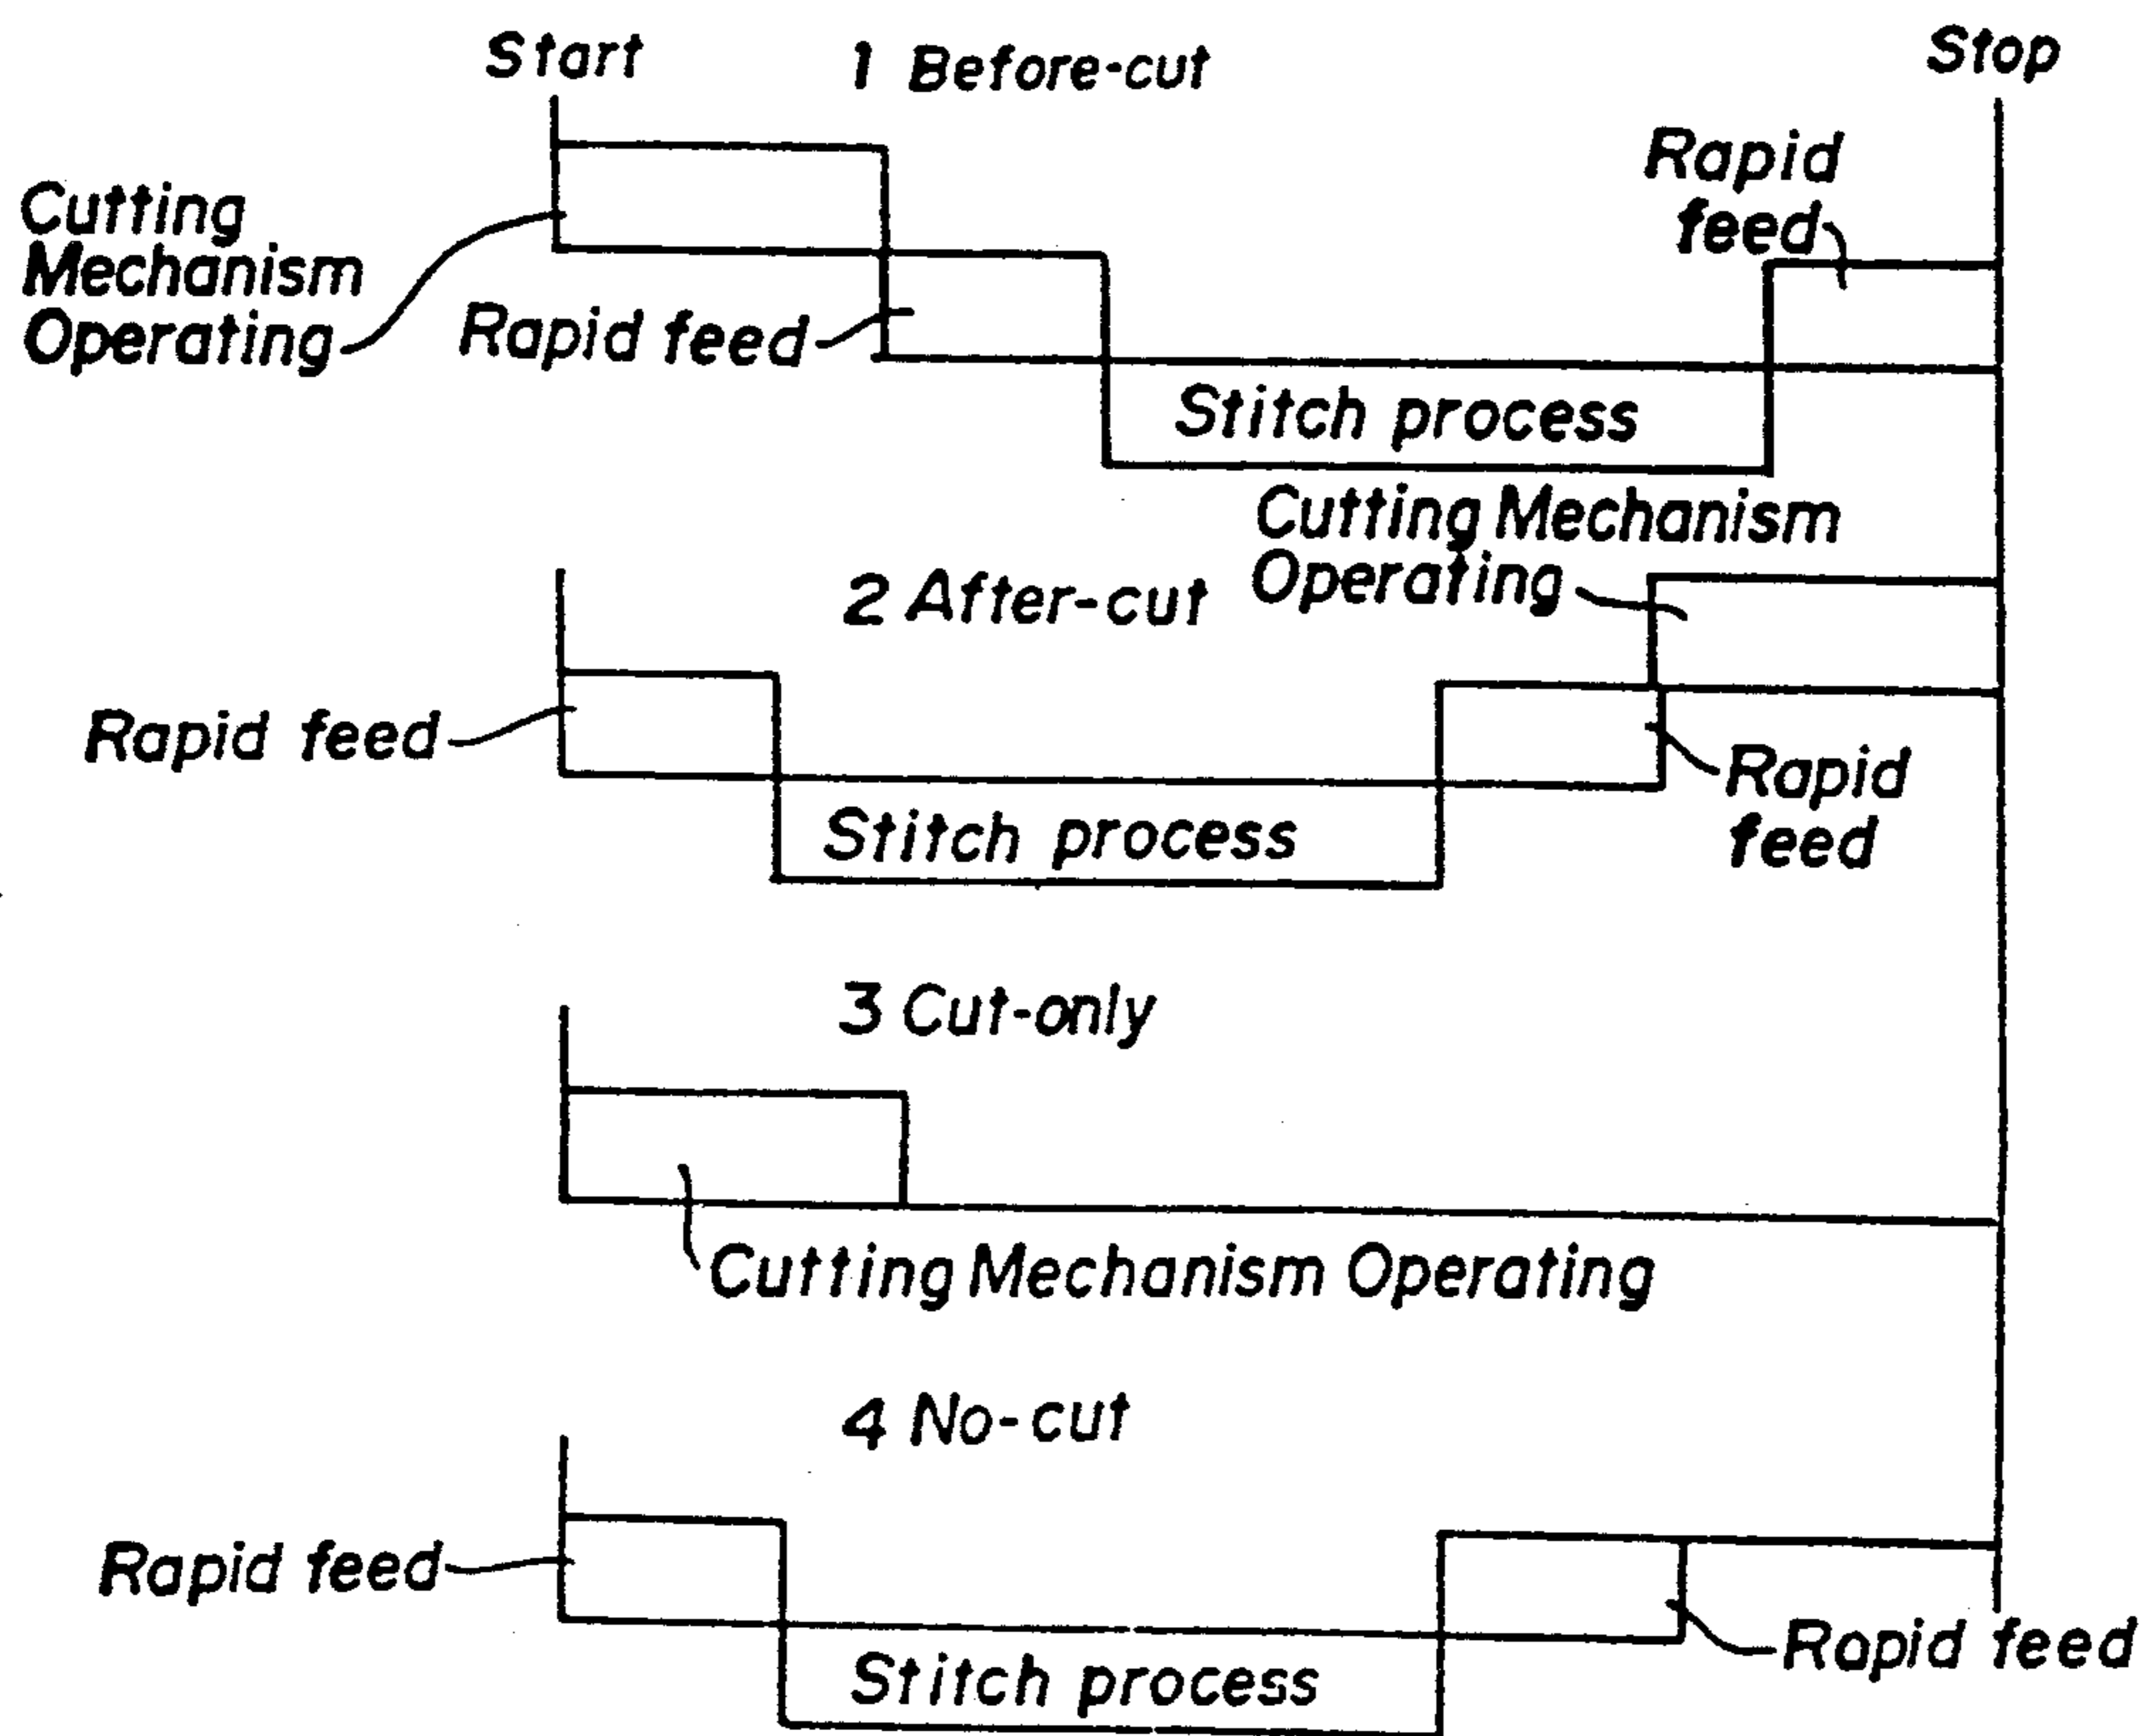 Start
1 Before-cut
Stop
Rapid
feed
Cutting
Mechanism
Operating
Rapid feed
Stitch process
Cutting Mechanism
Operating
2 After-cut
Rapid feed
Rapid
feed
Stitch process
3 Cut-only
Cutting Mechanism Operating
4 No-cut
Rapid feed
Rapid feed
Stitch process